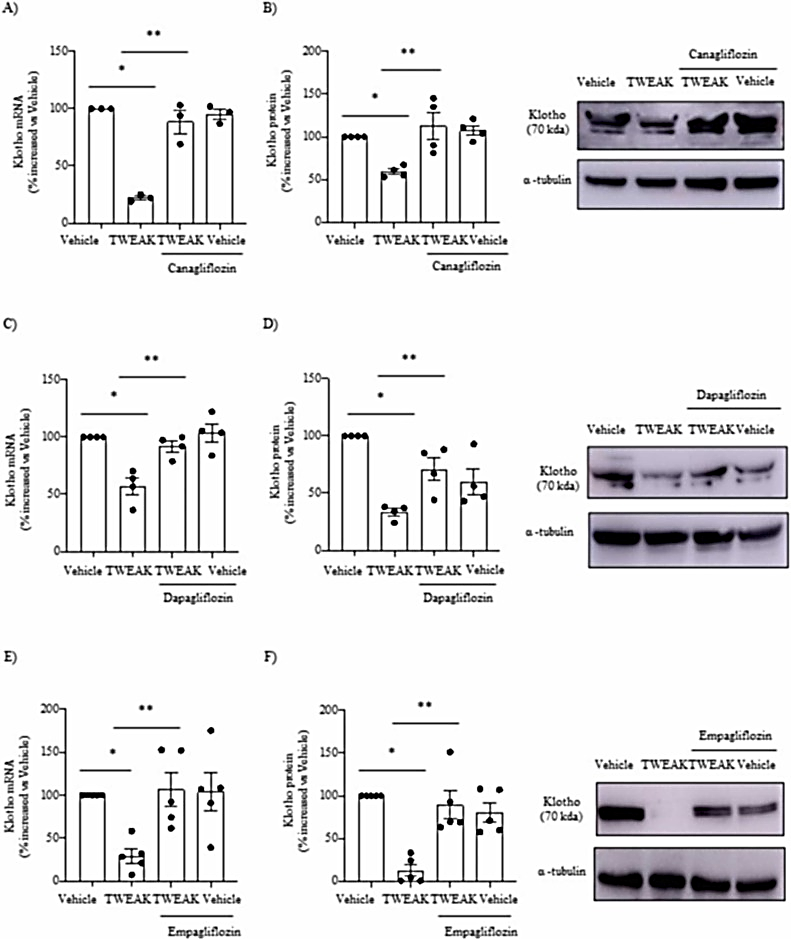 A)
Klotho mRNA
(% increased vs Vehicle)
150
100
50
0
*
**
Vehicle TWEAK TWEAK Vehicle
Canagliflozin
B)
Klotho protein
(% increased vs Vehicle)
200
150
100
50
0
*
**
Vehicle TWEAK TWEAK Vehicle
Canagliflozin
Canagliflozin
Vehicle TWEAK TWEAK Vehicle
Klotho
(70 kda)
α-tubulin
C)
Klotho mRNA
(% increased vs Vehicle)
150
100
50
0
*
**
Vehicle TWEAK TWEAK Vehicle
Dapagliflozin
D)
Klotho protein
(% increased vs Vehicle)
150
100
50
0
*
**
Vehicle TWEAK TWEAK Vehicle
Dapagliflozin
Dapagliflozin
Vehicle TWEAK TWEAK Vehicle
Klotho
(70 kda)
α-tubulin
E)
Klotho mRNA
(% increased vs Vehicle)
200
150
100
50
0
*
**
Vehicle TWEAK TWEAK Vehicle
Empagliflozin
F)
Klotho protein
(% increased vs Vehicle)
200
150
100
50
0
*
**
Vehicle TWEAK TWEAK Vehicle
Empagliflozin
Empagliflozin
Vehicle TWEAK TWEAK Vehicle
Klotho
(70 kda)
α-tubulin